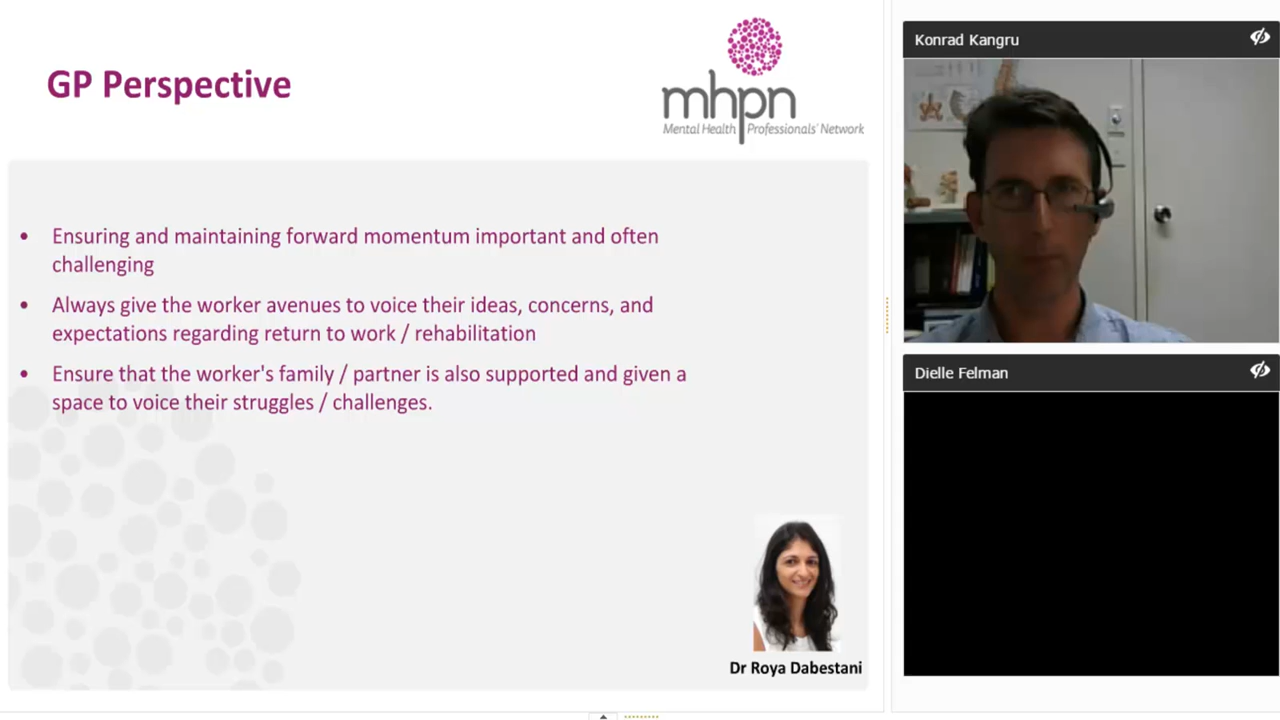 GP Perspective
mhpn
Mental Health Professionals' Network
• Ensuring and maintaining forward momentum important and often
challenging
• Always give the worker avenues to voice their ideas, concerns, and
expectations regarding return to work / rehabilitation
• Ensure that the worker's family / partner is also supported and given a
space to voice their struggles / challenges.
Dr Roya Dabestani
Konrad Kangru
Dielle Felman